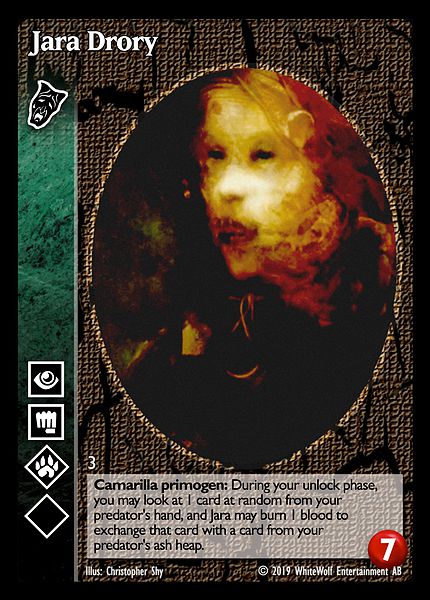 Jara Drory
3
Camarilla primogen: During your unlock phase,
you may look at 1 card at random from your
predator's hand, and Jara may burn 1 blood to
exchange that card with a card from your
predator's ash heap.
7
Illus: Christopher Shy © 2019 WhiteWolf Entertainment AB